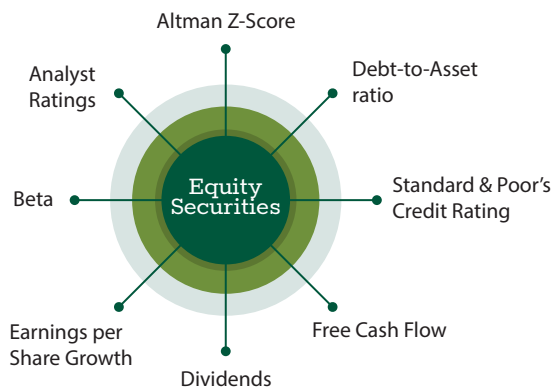 Altman Z-Score
Analyst
Ratings
Debt-to-Asset
ratio
Equity
Securities
Beta
Standard & Poor’s
Credit Rating
Earnings per
Share Growth
Free Cash Flow
Dividends